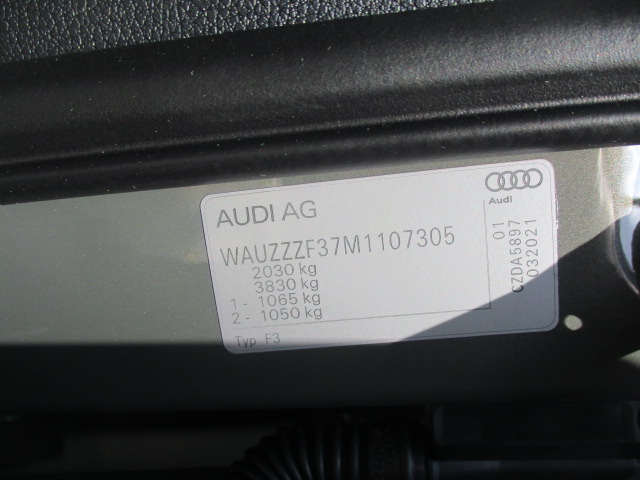 AUDI AG
Audi
WAUZZZF37M1107305
2030 kg
3830 kg
1 - 1065 kg
2 - 1050 kg
Typ F3
01
CZDA5897
032021